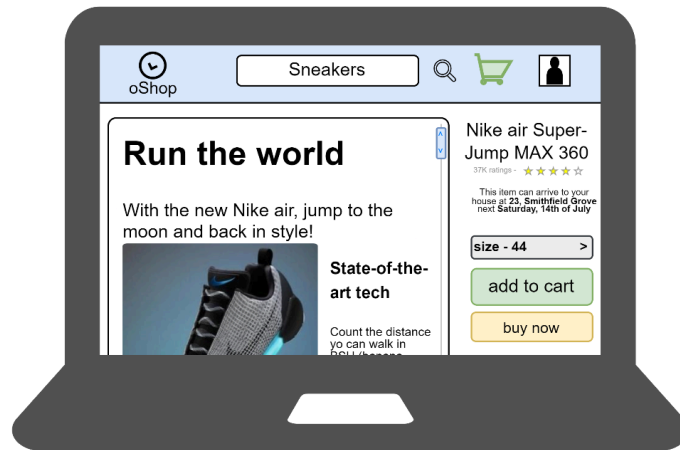 oShop
Sneakers
Run the world
With the new Nike air, jump to the
moon and back in style!
State-of-the-
art tech
Count the distance
yo can walk in
BSU (banana
Nike air Super-
Jump MAX 360
37K ratings -
This item can arrive to your
house at 23, Smithfield Grove
next Saturday, 14th of July
size - 44 >
add to cart
buy now